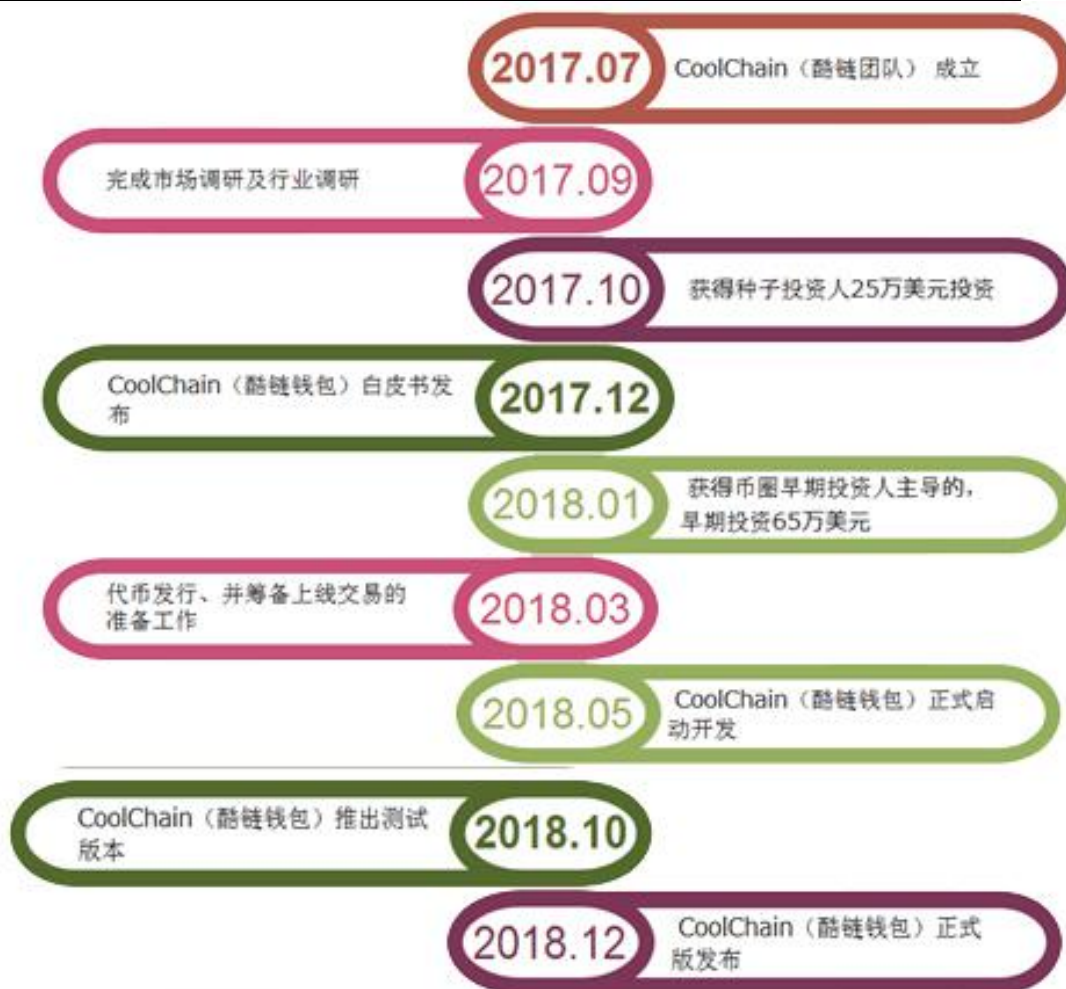 2017.07
CoolChain（酷链团队） 成立
完成市场调研及行业调研
2017.09
2017.10
获得种子投资人25万美元投资
CoolChain（酷链钱包）白皮书发
布
2017.12
2018.01
获得币圈早期投资人主导的，
早期投资65万美元
代币发行、并筹备上线交易的
准备工作
2018.03
2018.05
CoolChain（酷链钱包）正式启
动开发
CoolChain（酷链钱包）推出测试
版本
2018.10
2018.12
CoolChain（酷链钱包）正式
版发布